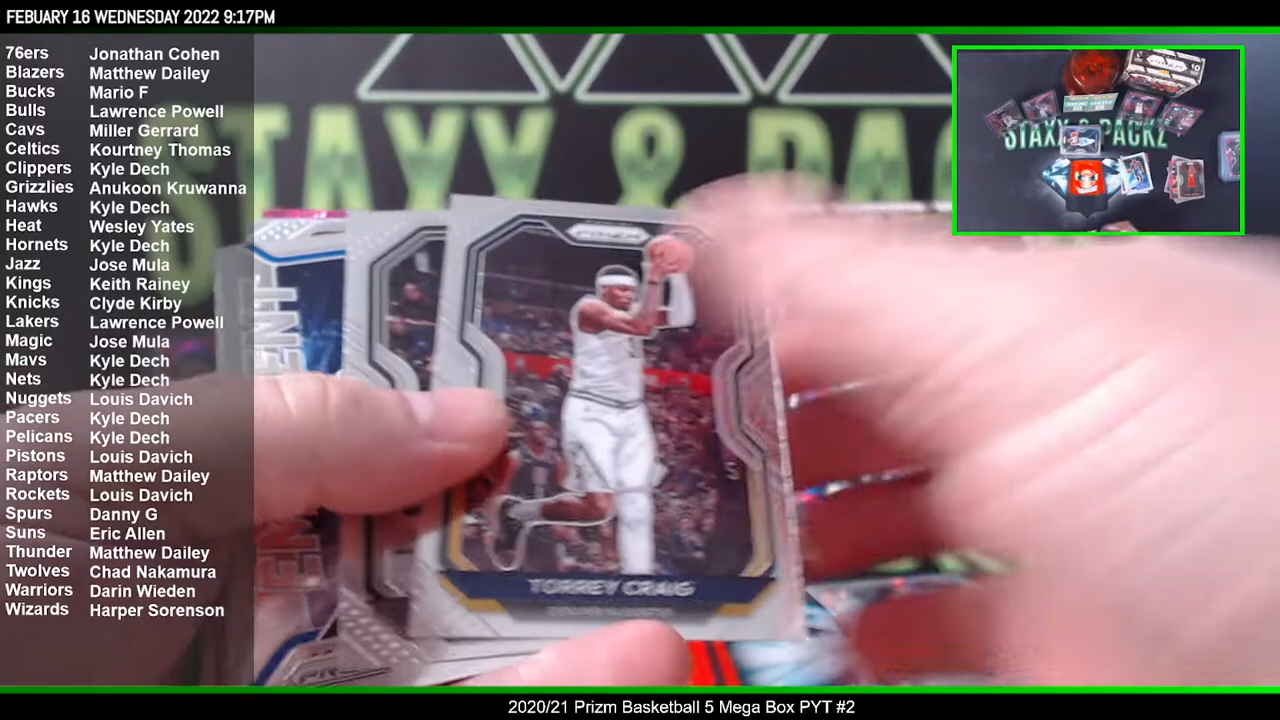 FEBUARY 16 WEDNESDAY 2022 9:17PM
76ers Jonathan Cohen
Blazers Matthew Dailey
Bucks Mario F
Bulls Lawrence Powell
Cavs Miller Gerrard
Celtics Kourtney Thomas
Clippers Kyle Dech
Grizzlies Anukoon Kruwanna
Hawks Kyle Dech
Heat Wesley Yates
Hornets Kyle Dech
Jazz Jose Mula
Kings Keith Rainey
Knicks Clyde Kirby
Lakers Lawrence Powell
Magic Jose Mula
Mavs Kyle Dech
Nets Kyle Dech
Nuggets Louis Davich
Pacers Kyle Dech
Pelicans Kyle Dech
Pistons Louis Davich
Raptors Matthew Dailey
Rockets Louis Davich
Spurs Danny G
Suns Eric Allen
Thunder Matthew Dailey
Twolves Chad Nakamura
Warriors Darin Wieden
Wizards Harper Sorenson
STAXX & PAC
STAXX & PACKZ
PRIZM
TORREY CRAIG
2020/21 Prizm Basketball 5 Mega Box PYT #2